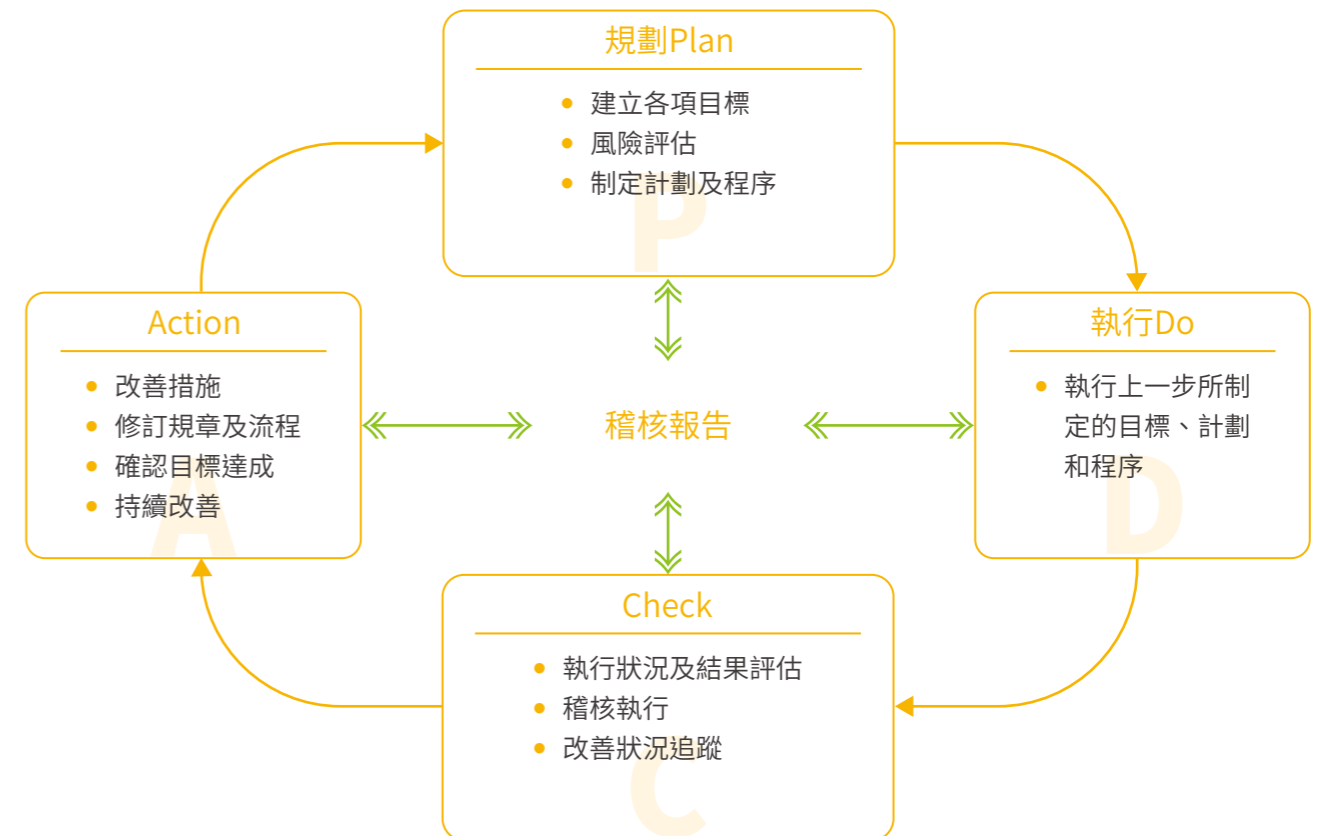 規劃Plan
建立各項目標
風險評估
制定計劃及程序
P
Action
改善措施
修訂規章及流程
確認目標達成
持續改善
A
稽核報告
執行Do
執行上一步所制
定的目標、計劃
和程序
D
Check
執行狀況及結果評估
稽核執行
改善狀況追蹤
C